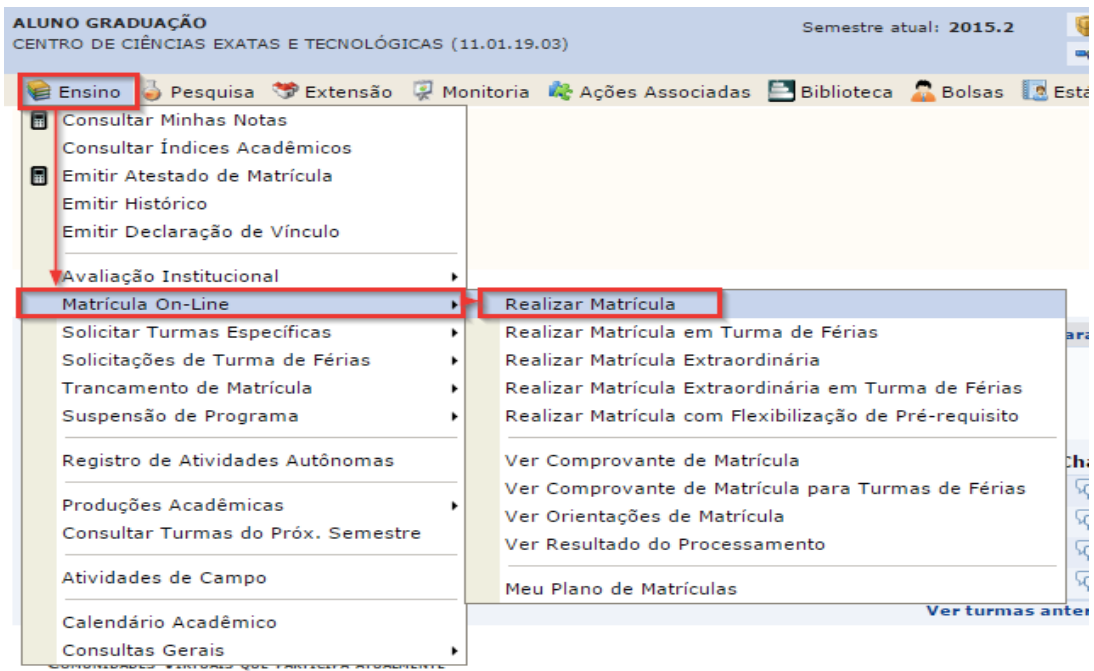 ALUNO GRADUAÇÃO
CENTRO DE CIÊNCIAS EXATAS E TECNOLÓGICAS (11.01.19.03)
Semestre atual: 2015.2
Ensino Pesquisa Extensão Monitoria Ações Associadas Biblioteca Bolsas Está
Consultar Minhas Notas
Consultar Índices Acadêmicos
Emitir Atestado de Matrícula
Emitir Histórico
Emitir Declaração de Vínculo
Avaliação Institucional
Matrícula On-Line
Solicitar Turmas Específicas
Solicitações de Turma de Férias
Trancamento de Matrícula
Suspensão de Programa
Registro de Atividades Autônomas
Produções Acadêmicas
Consultar Turmas do Próx. Semestre
Atividades de Campo
Calendário Acadêmico
Consultas Gerais
Realizar Matrícula
Realizar Matrícula em Turma de Férias
Realizar Matrícula Extraordinária
Realizar Matrícula Extraordinária em Turma de Férias
Realizar Matrícula com Flexibilização de Pré-requisito
Ver Comprovante de Matrícula
Ver Comprovante de Matrícula para Turmas de Férias
Ver Orientações de Matrícula
Ver Resultado do Processamento
Meu Plano de Matrículas
Ver turmas anter